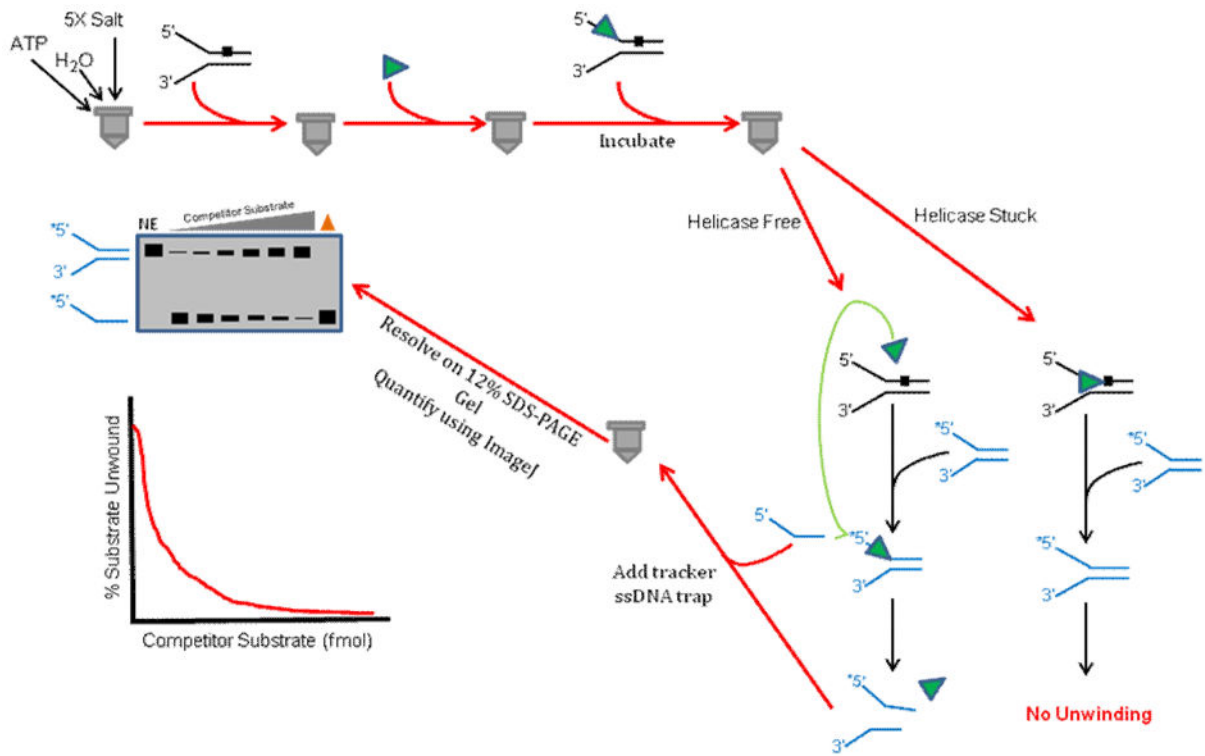 5X Salt
ATP
H₂O
5'
3'
5'
3'
Incubate
Helicase Free
Helicase Stuck
NE
Competitor Substrate
*5'
3'
*5'
Resolve on 12% SDS-PAGE
Gel
Quantify using ImageJ
% Substrate Unwound
Competitor Substrate (fmol)
5'
3'
*5'
3'
5'
*5'
3'
Add tracker
ssDNA trap
*5'
3'
5'
3'
*5'
3'
*5'
3'
No Unwinding